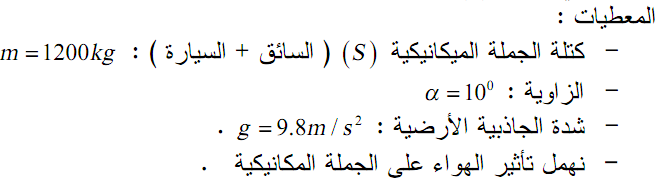 المعطيات :
– كتلة الجملة الميكانيكية (S) ( السائق + السيارة ) : m = 1200kg
– الزاوية : α = 10⁰
– شدة الجاذبية الأرضية : g = 9.8m / s² .
– نهمل تأثير الهواء على الجملة المكانيكية .